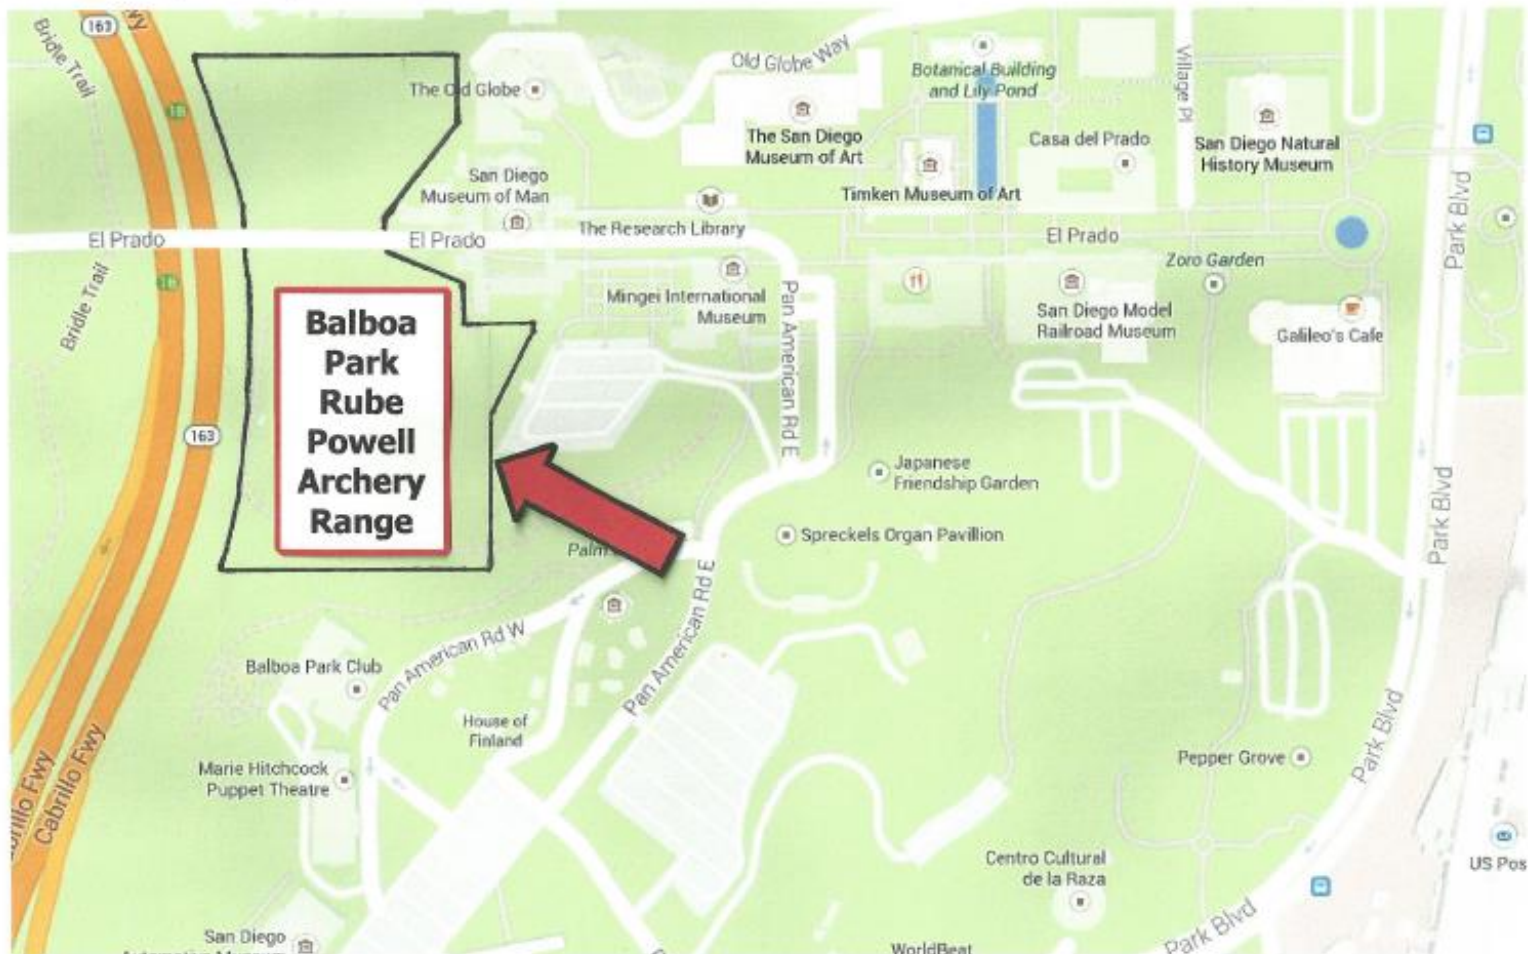 163
Bridle Trail
Old Globe Way
The Old Globe
Botanical Building
and Lily Pond
Village Pl
The San Diego
Museum of Art
Casa del Prado
San Diego Natural
History Museum
San Diego
Museum of Man
Timken Museum of Art
The Research Library
El Prado
El Prado
El Prado
Park Blvd
Zoro Garden
Bridle Trail
Mingei International
Museum
Pan American Rd E
San Diego Model
Railroad Museum
Galileo's Cafe
Balboa
Park
Rube
Powell
Archery
Range
163
Japanese
Friendship Garden
Spreckels Organ Pavillion
Park Blvd
Palm
Pan American Rd W
Pan American Rd E
Balboa Park Club
House of
Finland
Marie Hitchcock
Puppet Theatre
Cabrillo Fwy
Pepper Grove
Park Blvd
Centro Cultural
de la Raza
US Pos
San Diego
WorldBeat
Park Blvd